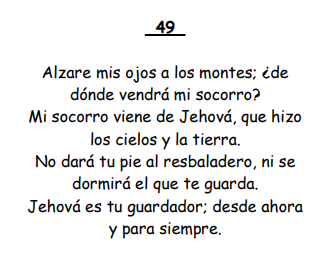 49
Alzare mis ojos a los montes; ¿de
dónde vendrá mi socorro?
Mi socorro viene de Jehová, que hizo
los cielos y la tierra.
No dará tu pie al resbaladero, ni se
dormirá el que te guarda.
Jehová es tu guardador; desde ahora
y para siempre.